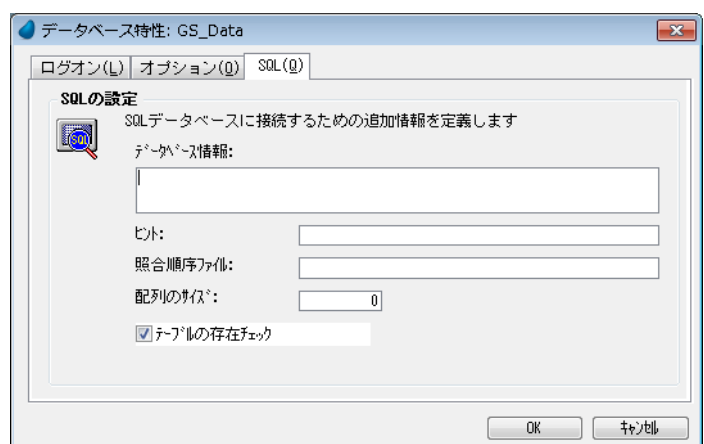 データベース特性: GS_Data
ログオン(L) オプション(O) SQL(Q)
SQLの設定
SQL
SQLデータベースに接続するための追加情報を定義します
ﾃﾞｰﾀﾍﾞｰｽ情報:
ﾋﾝﾄ:
照合順序ﾌｧｲﾙ:
配列のｻｲｽﾞ: 0
ﾃｰﾌﾞﾙの存在ﾁｪｯｸ
OK ｷｬﾝｾﾙ